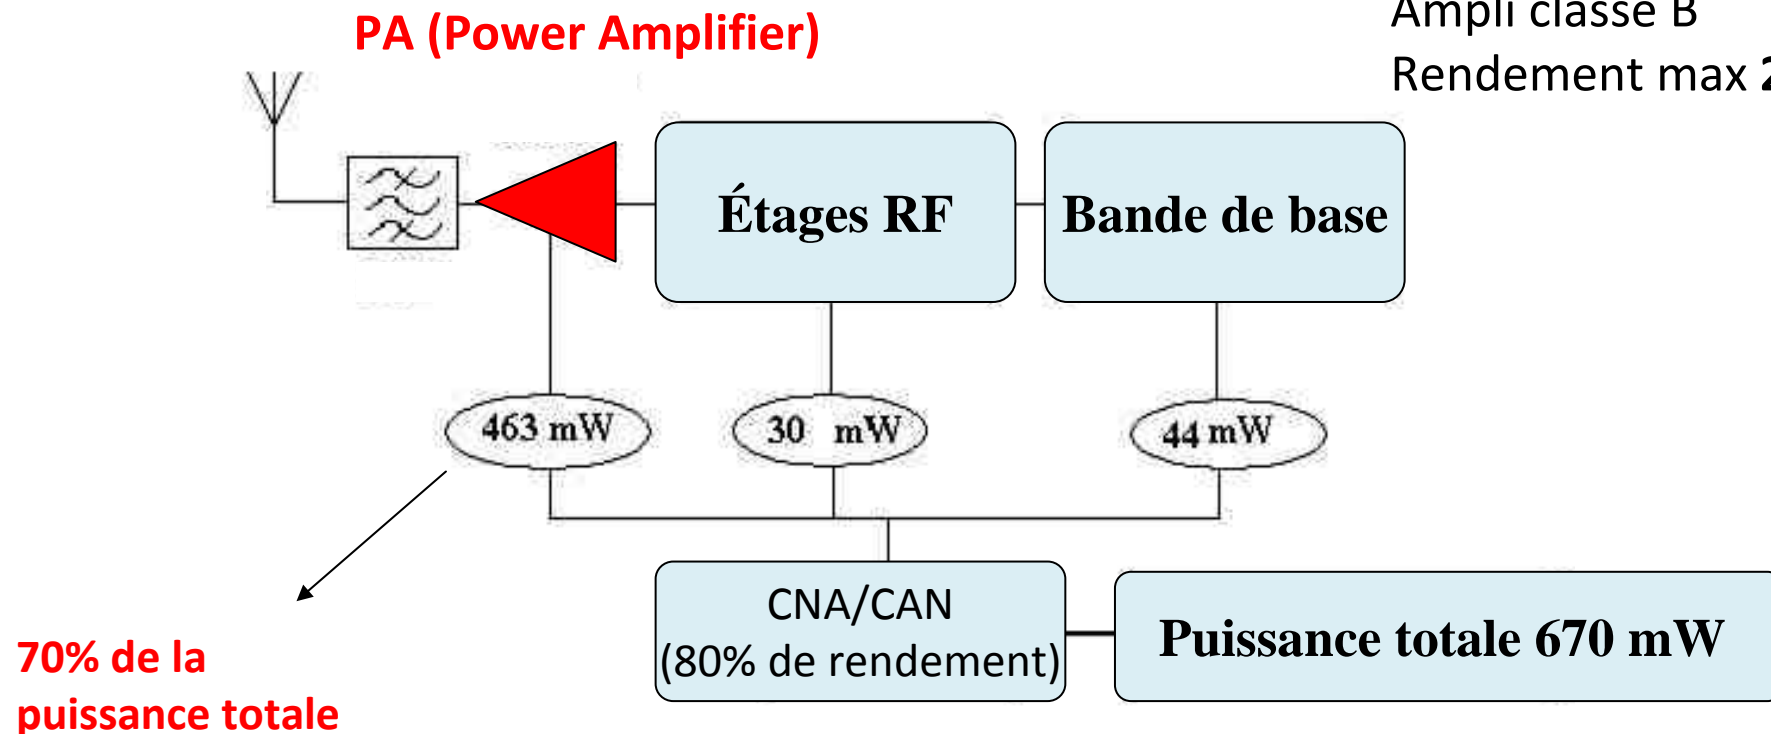 PA (Power Amplifier)
Ampli classe B
Rendement max
Étages RF
Bande de base
463 mW
30 mW
44 mW
CNA/CAN
(80% de rendement)
Puissance totale 670 mW
70% de la
puissance totale